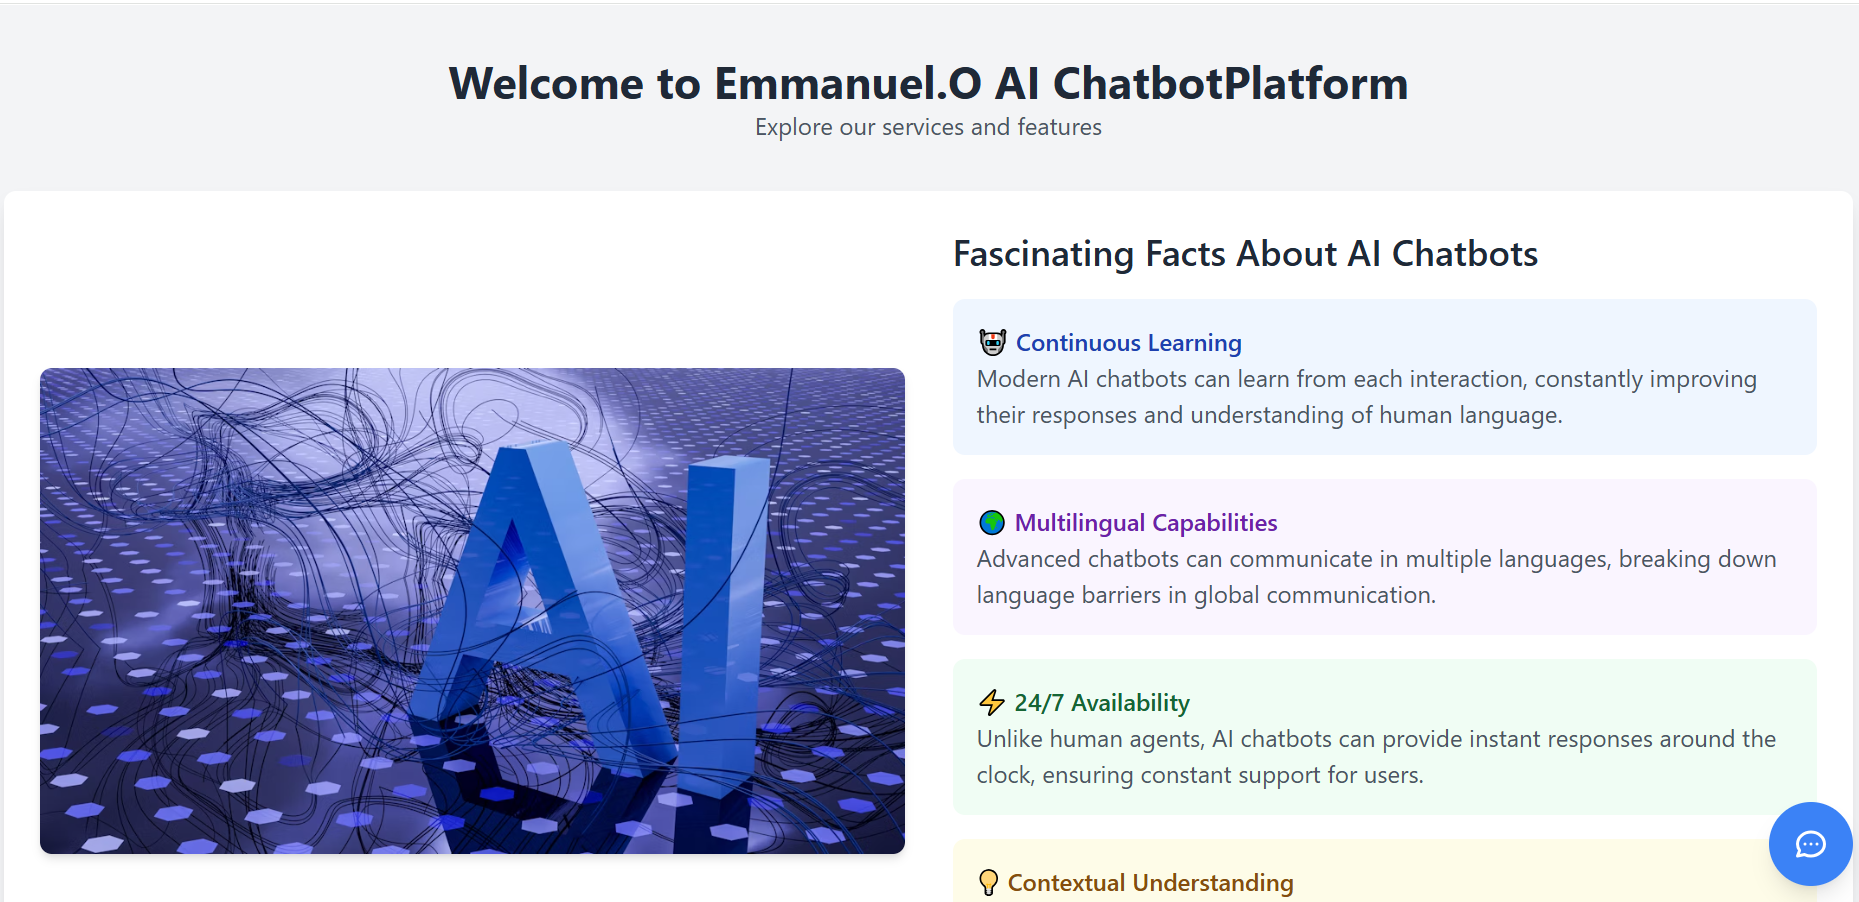 Welcome to Emmanuel.O AI ChatbotPlatform
Explore our services and features
AI
Fascinating Facts About AI Chatbots
Continuous Learning
Modern AI chatbots can learn from each interaction, constantly improving
their responses and understanding of human language.
Multilingual Capabilities
Advanced chatbots can communicate in multiple languages, breaking down
language barriers in global communication.
24/7 Availability
Unlike human agents, AI chatbots can provide instant responses around the
clock, ensuring constant support for users.
Contextual Understanding